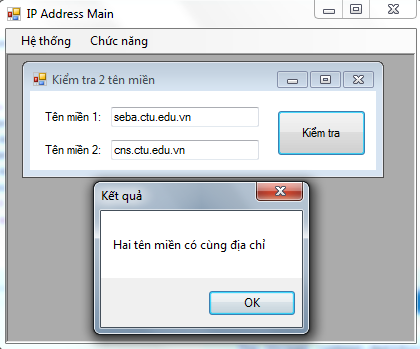 IP Address Main
Hệ thống Chức năng
Kiểm tra 2 tên miền
Tên miền 1: seba.ctu.edu.vn
Kiểm tra
Tên miền 2: cns.ctu.edu.vn
Kết quả
Hai tên miền có cùng địa chỉ
OK